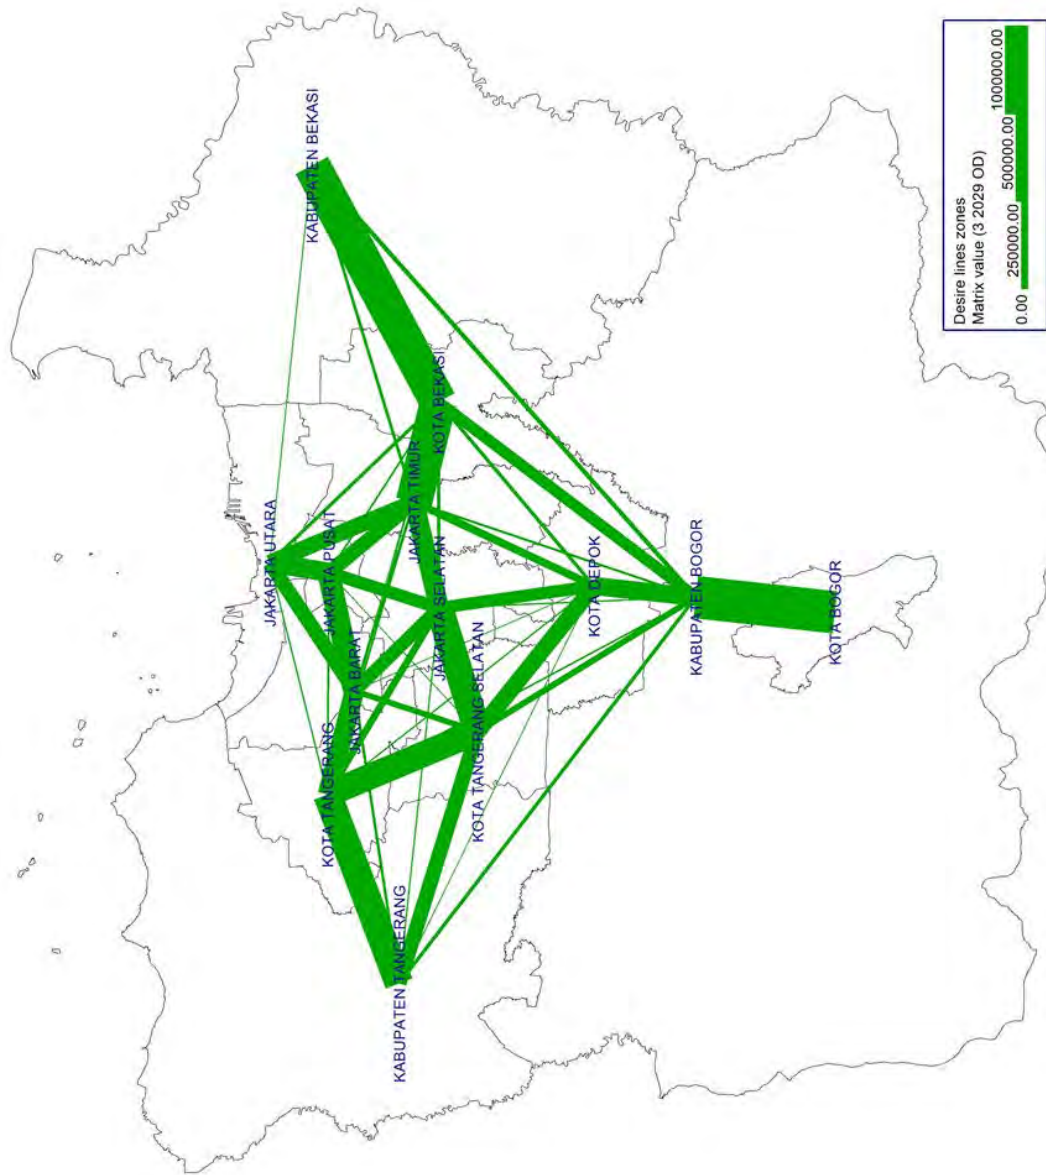 KABUPATEN BEKASI
KOTA BEKASI
JAKARTA TIMUR
JAKARTA UTARA
JAKARTA PUSAT
JAKARTA SELATAN
JAKARTA BARAT
KOTA TANGERANG
KOTA TANGERANG SELATAN
KABUPATEN TANGERANG
KOTA DEPOK
KABUPATEN BOGOR
KOTA BOGOR
Desire lines zones
Matrix value (3 2029 OD)
0.00 250000.00 500000.00 1000000.00